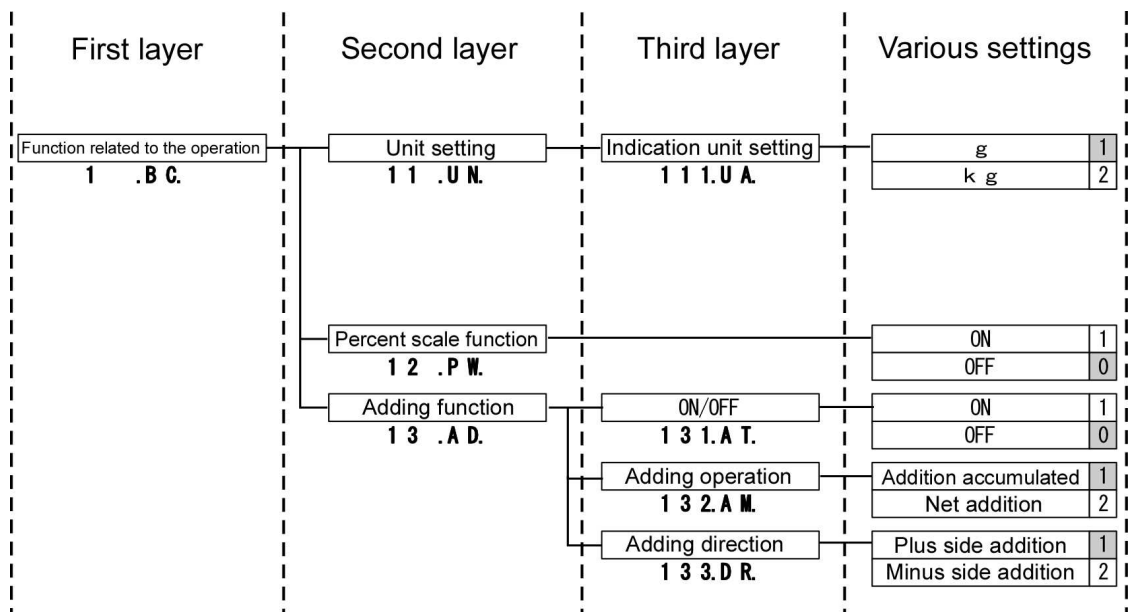 First layer Second layer Third layer Various settings
Function related to the operation Unit setting Indication unit setting g 1
1 .B C. 1 1 .U N. 1 1 1.U A. k g 2
Percent scale function ON 1
1 2 .P W. OFF 0
Adding function ON/OFF ON 1
1 3 .A D. 1 3 1.A T. OFF 0
Adding operation Addition accumulated 1
1 3 2.A M. Net addition 2
Adding direction Plus side addition 1
1 3 3.D R. Minus side addition 2